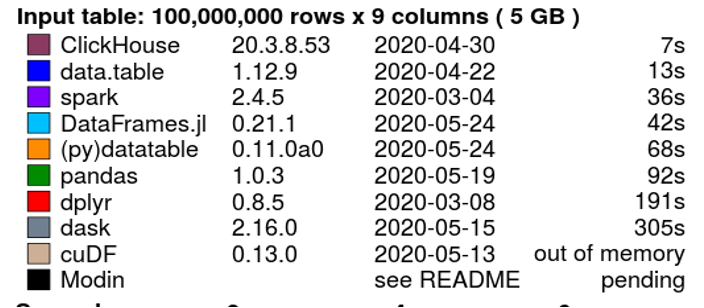 Input table: 100,000,000 rows x 9 columns ( 5 GB )
ClickHouse 20.3.8.53 2020-04-30 7s
data.table 1.12.9 2020-04-22 13s
spark 2.4.5 2020-03-04 36s
DataFrames.jl 0.21.1 2020-05-24 42s
(py)datatable 0.11.0a0 2020-05-24 68s
pandas 1.0.3 2020-05-19 92s
dplyr 0.8.5 2020-03-08 191s
dask 2.16.0 2020-05-15 305s
cuDF 0.13.0 2020-05-13 out of memory
Modin see README pending